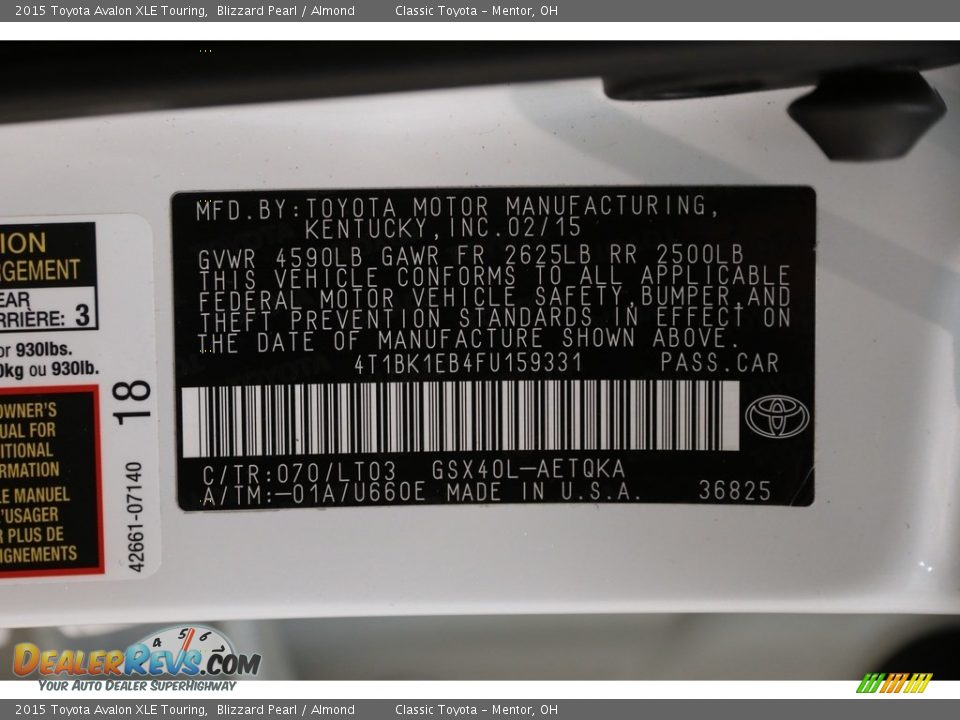 2015 Toyota Avalon XLE Touring, Blizzard Pearl / Almond Classic Toyota – Mentor, OH
MFD.BY:TOYOTA MOTOR MANUFACTURING,
KENTUCKY,INC.02/15
GVWR 4590LB GAWR FR 2625LB RR 2500LB
THIS VEHICLE CONFORMS TO ALL APPLICABLE
FEDERAL MOTOR VEHICLE SAFETY,BUMPER,AND
THEFT PREVENTION STANDARDS IN EFFECT ON
THE DATE OF MANUFACTURE SHOWN ABOVE.
4T1BK1EB4FU159331 PASS.CAR
C/TR:070/LT03 GSX40L-AETQKA
A/TM:-01A/U660E MADE IN U.S.A. 36825
ION
RGEMENT
EAR
RRIÈRE: 3
or 930lbs.
0kg ou 930lb.
OWNER'S
UAL FOR
ITIONAL
RMATION
LE MANUEL
'USAGER
R PLUS DE
IGNEMENTS
18
42661-07140
4 5 6
DEALERREVS.COM
YOUR AUTO DEALER SUPERHIGHWAY
2015 Toyota Avalon XLE Touring, Blizzard Pearl / Almond Classic Toyota – Mentor, OH